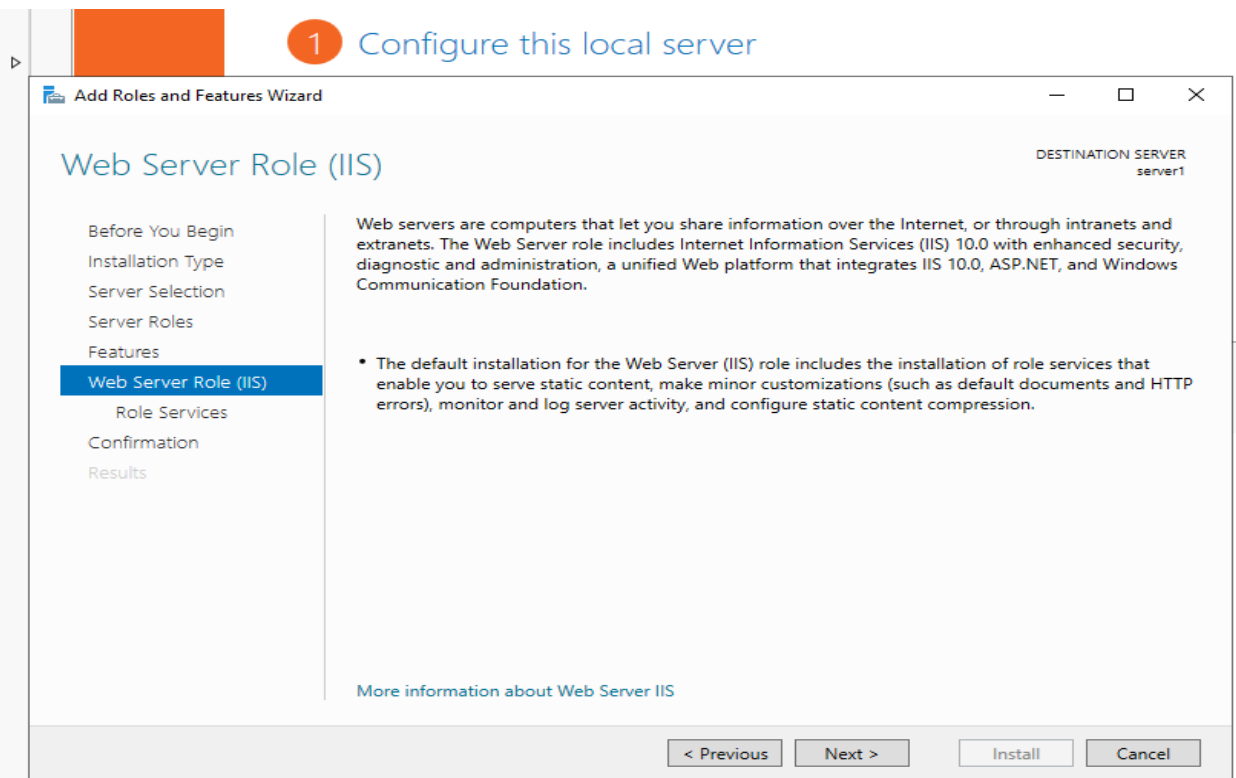 1 Configure this local server
Add Roles and Features Wizard
Web Server Role (IIS)
DESTINATION SERVER
server1
Before You Begin
Installation Type
Server Selection
Server Roles
Features
Web Server Role (IIS)
Role Services
Confirmation
Results
Web servers are computers that let you share information over the Internet, or through intranets and
extranets. The Web Server role includes Internet Information Services (IIS) 10.0 with enhanced security,
diagnostic and administration, a unified Web platform that integrates IIS 10.0, ASP.NET, and Windows
Communication Foundation.
• The default installation for the Web Server (IIS) role includes the installation of role services that
enable you to serve static content, make minor customizations (such as default documents and HTTP
errors), monitor and log server activity, and configure static content compression.
More information about Web Server IIS
< Previous
Next >
Install
Cancel